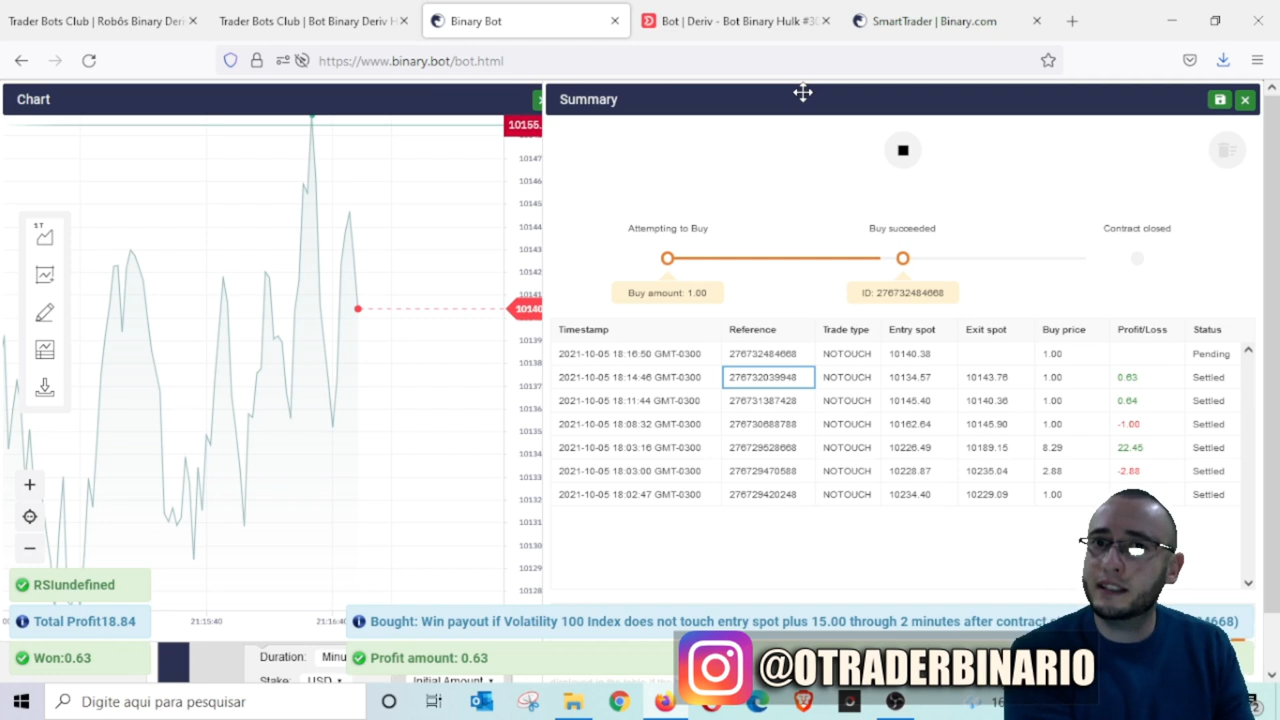 Trader Bots Club | Robôs Binary Deri
Trader Bots Club | Bot Binary Deriv H
Binary Bot
Bot | Deriv - Bot Binary Hulk #3
SmartTrader | Binary.com
https://www.binary.bot/bot.html
Chart
Summary
10155.
10147
10146
10145
10144
10143
10142
10141
10140
10139
10138
10137
10136
10135
10134
10133
10132
10131
10130
10129
10128
1T
Attempting to Buy
Buy succeeded
Contract closed
Buy amount: 1.00
ID: 276732484668
Timestamp Reference Trade type Entry spot Exit spot Buy price Profit/Loss Status
2021-10-05 18:16:50 GMT-0300 276732484668 NOTOUCH 10140.38 1.00 Pending
2021-10-05 18:14:46 GMT-0300 276732039948 NOTOUCH 10134.57 10143.76 1.00 0.63 Settled
2021-10-05 18:11:44 GMT-0300 276731387428 NOTOUCH 10145.40 10136.36 1.00 0.64 Settled
2021-10-05 18:08:32 GMT-0300 276730688788 NOTOUCH 10162.64 10145.90 1.00 -1.00 Settled
2021-10-05 18:03:16 GMT-0300 276729528668 NOTOUCH 10226.49 10189.15 8.29 22.45 Settled
2021-10-05 18:03:00 GMT-0300 276729470588 NOTOUCH 10228.87 10235.04 2.88 -2.88 Settled
2021-10-05 18:02:47 GMT-0300 276729420248 NOTOUCH 10234.40 10229.09 1.00 Settled
RSIundefined
21:15:40
21:16:40
Total Profit18.84
Bought: Win payout if Volatility 100 Index does not touch entry spot plus 15.00 through 2 minutes after contract
Won:0.63
Profit amount: 0.63
Duration: Minu
Stake: USD
Initial Amount
@OTRADERBINARIO
Digite aqui para pesquisar